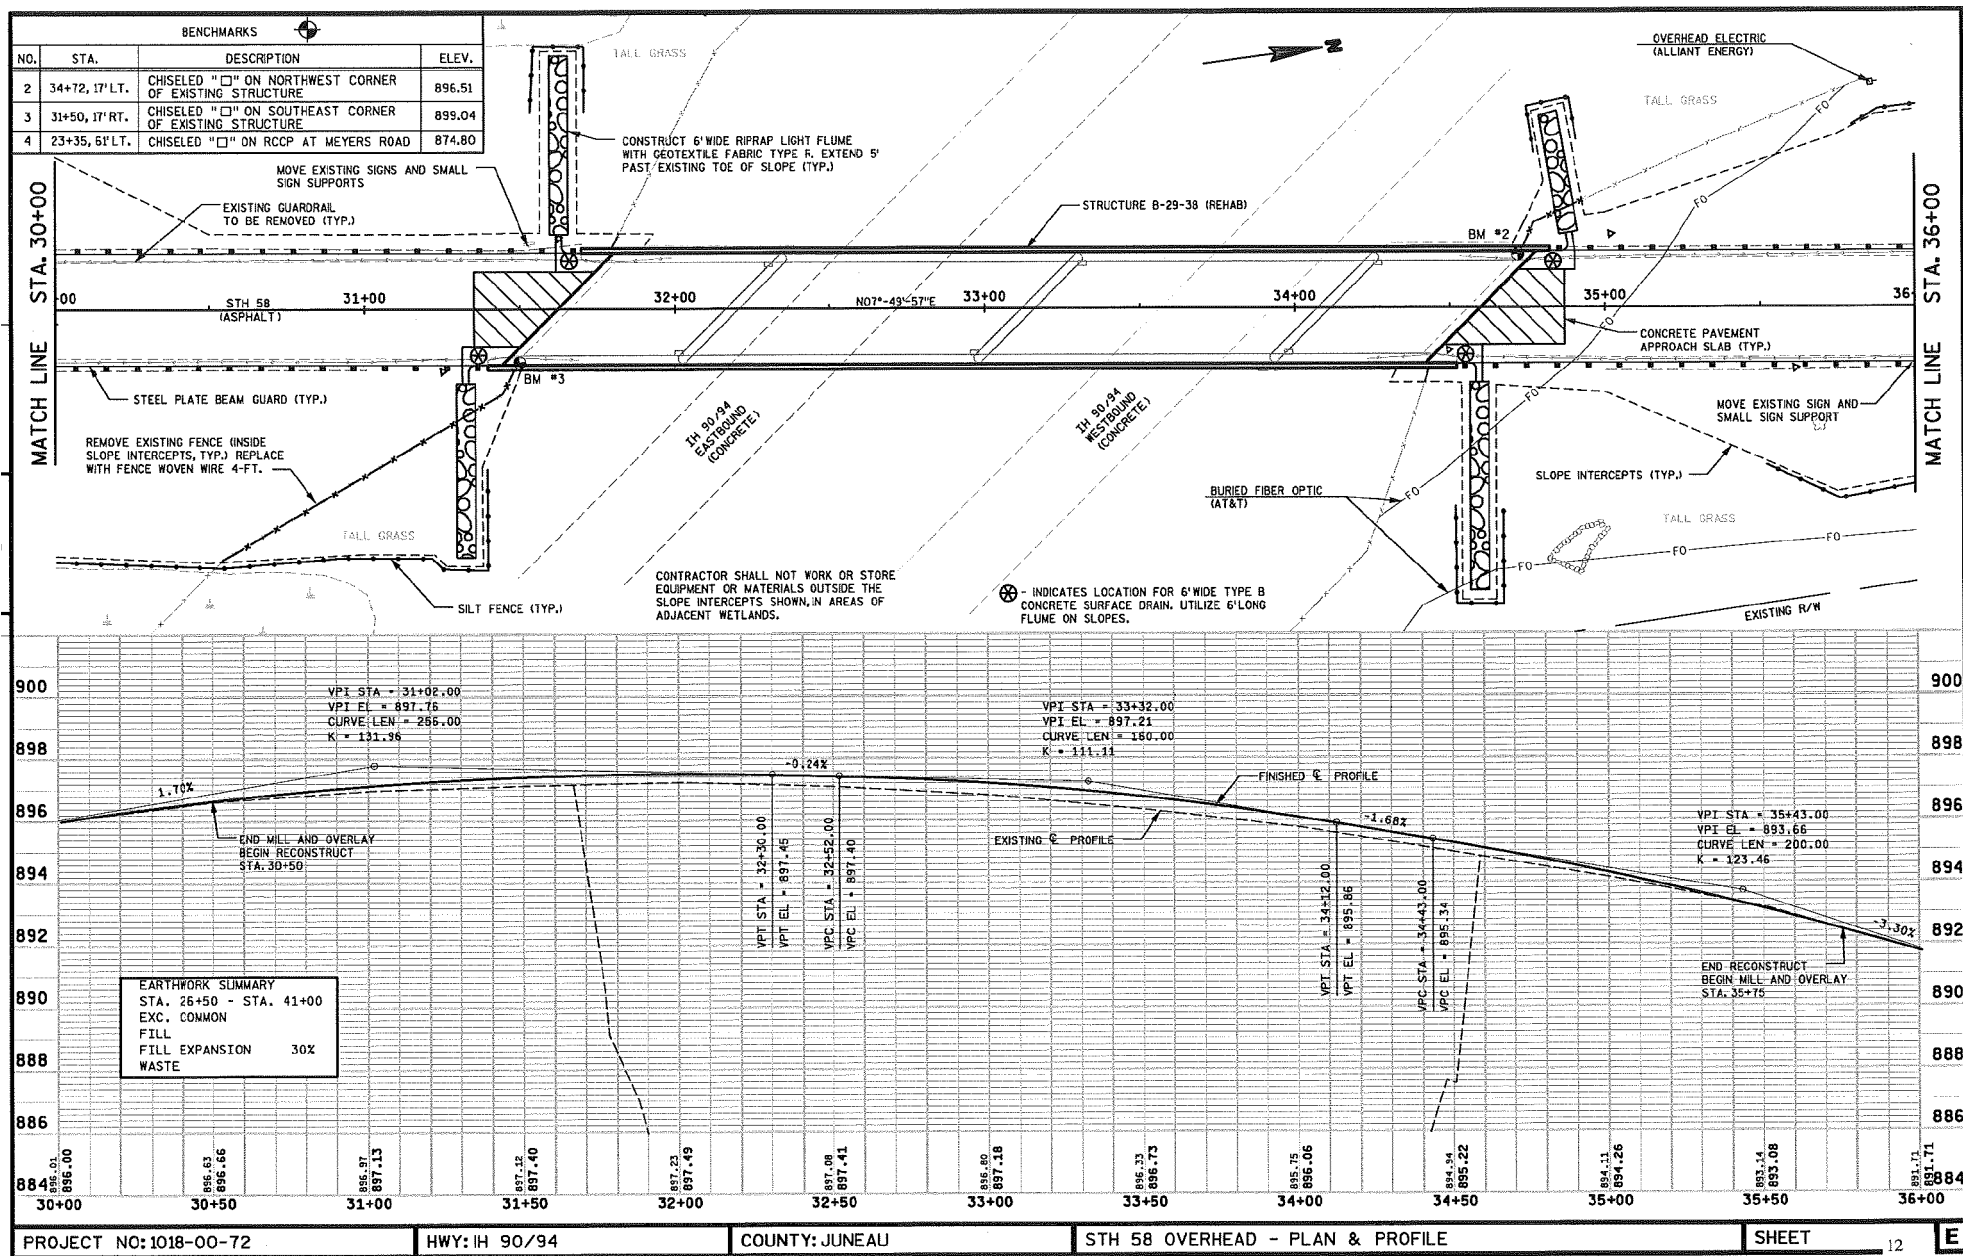 BENCHMARKS
NO. STA. DESCRIPTION ELEV.
2 34+72, 17' LT. CHISELED "□" ON NORTHWEST CORNER OF EXISTING STRUCTURE 896.51
3 31+50, 17' RT. CHISELED "□" ON SOUTHEAST CORNER OF EXISTING STRUCTURE 899.04
4 23+35, 61' LT. CHISELED "□" ON RCCP AT MEYERS ROAD 874.80
TALL GRASS
N
OVERHEAD ELECTRIC
(ALLIANT ENERGY)
TALL GRASS
FO
CONSTRUCT 6' WIDE RIPRAP LIGHT FLUME
WITH GEOTEXTILE FABRIC TYPE R. EXTEND 5'
PAST EXISTING TOE OF SLOPE (TYP.)
MOVE EXISTING SIGNS AND SMALL
SIGN SUPPORTS
EXISTING GUARDRAIL
TO BE REMOVED (TYP.)
STRUCTURE B-29-38 (REHAB)
BM #2
FO
MATCH LINE STA. 30+00
MATCH LINE STA. 36+00
00
STH 58
(ASPHALT)
31+00
32+00
N07°-49'-57"E
33+00
34+00
35+00
36
FO
CONCRETE PAVEMENT
APPROACH SLAB (TYP.)
BM #3
STEEL PLATE BEAM GUARD (TYP.)
FO
MOVE EXISTING SIGN AND
SMALL SIGN SUPPORT
IH 90/94
EASTBOUND
(CONCRETE)
IH 90/94
WESTBOUND
(CONCRETE)
REMOVE EXISTING FENCE (INSIDE
SLOPE INTERCEPTS, TYP.) REPLACE
WITH FENCE WOVEN WIRE 4-FT.
SLOPE INTERCEPTS (TYP.)
BURIED FIBER OPTIC
(AT&T)
FO
TALL GRASS
TALL GRASS
FO
FO
FO
CONTRACTOR SHALL NOT WORK OR STORE
EQUIPMENT OR MATERIALS OUTSIDE THE
SLOPE INTERCEPTS SHOWN, IN AREAS OF
ADJACENT WETLANDS.
- INDICATES LOCATION FOR 6' WIDE TYPE B
CONCRETE SURFACE DRAIN. UTILIZE 6' LONG
FLUME ON SLOPES.
SILT FENCE (TYP.)
EXISTING R/W
900
898
896
894
892
890
888
886
884
900
898
896
894
892
890
888
886
884
VPI STA = 31+02.00
VPI EL = 897.76
CURVE LEN = 256.00
K = 131.96
VPI STA = 33+32.00
VPI EL = 897.21
CURVE LEN = 160.00
K = 111.11
VPI STA = 35+43.00
VPI EL = 893.66
CURVE LEN = 200.00
K = 123.46
1.70%
-0.24%
-1.68%
-3.30%
FINISHED ℄ PROFILE
EXISTING ℄ PROFILE
END MILL AND OVERLAY
BEGIN RECONSTRUCT
STA. 30+50
VPT STA = 32+30.00
VPT EL = 897.45
VPC STA = 32+52.00
VPC EL = 897.40
VPT STA = 34+12.00
VPT EL = 895.86
VPC STA = 34+43.00
VPC EL = 895.34
END RECONSTRUCT
BEGIN MILL AND OVERLAY
STA. 35+75
EARTHWORK SUMMARY
STA. 26+50 - STA. 41+00
EXC. COMMON
FILL
FILL EXPANSION 30%
WASTE
896.01 896.00
896.63 896.66
896.97 897.13
897.12 897.40
897.23 897.49
897.08 897.41
896.80 897.18
896.33 896.73
895.75 896.06
894.94 895.22
894.11 894.26
893.14 893.08
891.71 891.71
30+00 30+50 31+00 31+50 32+00 32+50 33+00 33+50 34+00 34+50 35+00 35+50 36+00
PROJECT NO: 1018-00-72
HWY: IH 90/94
COUNTY: JUNEAU
STH 58 OVERHEAD - PLAN & PROFILE
SHEET 12
E